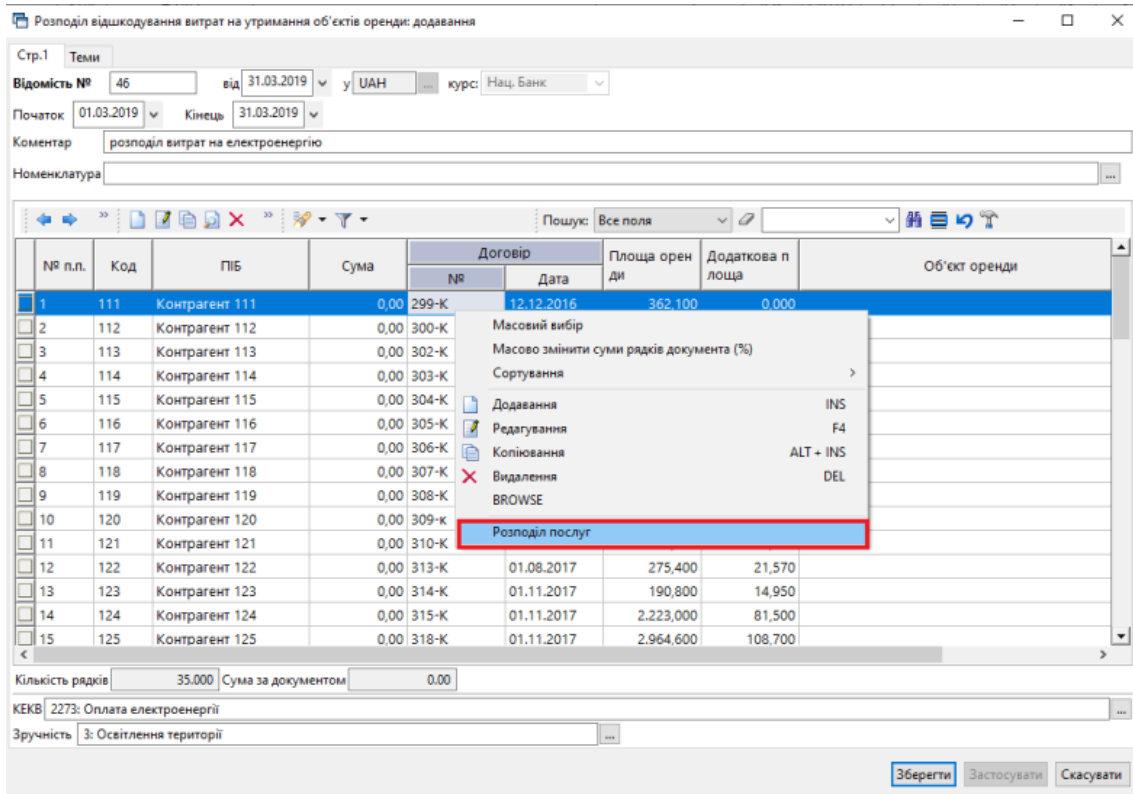 Розподіл відшкодування витрат на утримання об'єктів оренди: додавання
Стр.1 Теми
Відомість № 46 від 31.03.2019 у UAH ... курс: Нац. Банк
Початок 01.03.2019 Кінець 31.03.2019
Коментар розподіл витрат на електроенергію
Номенклатура ...
Пошук: Все поля
№ п.п. Код ПІБ Сума Договір № Дата Площа оренди Додаткова площа Об'єкт оренди
1 111 Контрагент 111 0,00 299-К 12.12.2016 362,100 0,000
2 112 Контрагент 112 0,00 300-К
3 113 Контрагент 113 0,00 302-К
4 114 Контрагент 114 0,00 303-К
5 115 Контрагент 115 0,00 304-К
6 116 Контрагент 116 0,00 305-К
7 117 Контрагент 117 0,00 306-К
8 118 Контрагент 118 0,00 307-К
9 119 Контрагент 119 0,00 308-К
10 120 Контрагент 120 0,00 309-к
11 121 Контрагент 121 0,00 310-К
12 122 Контрагент 122 0,00 313-К 01.08.2017 275,400 21,570
13 123 Контрагент 123 0,00 314-К 01.11.2017 190,800 14,950
14 124 Контрагент 124 0,00 315-К 01.11.2017 2.223,000 81,500
15 125 Контрагент 125 0,00 318-К 01.11.2017 2.964,600 108,700
Масовий вибір
Масово змінити суми рядків документа (%)
Сортування
Додавання INS
Редагування F4
Копіювання ALT + INS
Видалення DEL
BROWSE
Розподіл послуг
Кількість рядків 35.000 Сума за документом 0.00
КЕКВ 2273: Оплата електроенергії ...
Зручність 3: Освітлення території ...
Зберегти Застосувати Скасувати